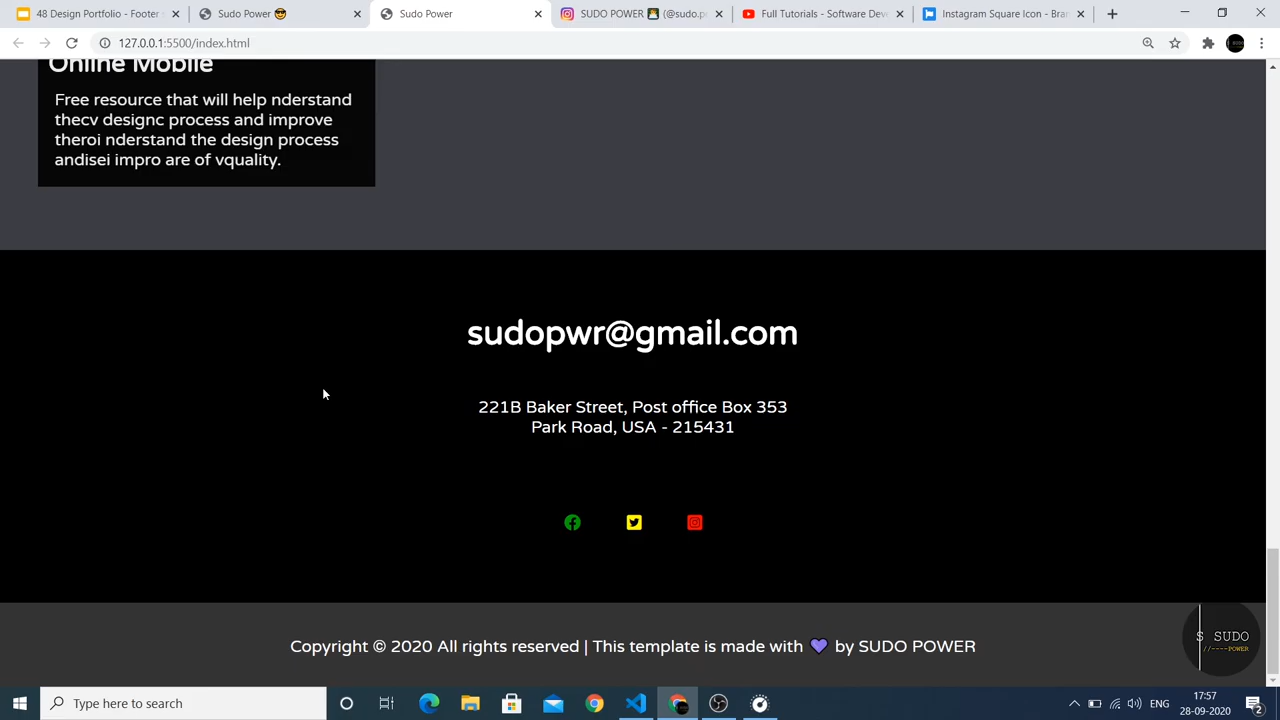 48 Design Portfolio - Footer s
Sudo Power 😎
Sudo Power
SUDO POWER 👨‍💻 (@sudo.p
Full Tutorials - Software Deve
Instagram Square Icon - Bran
127.0.0.1:5500/index.html
Online Mobile
Free resource that will help nderstand
thecv designc process and improve
theroi nderstand the design process
andisei impro are of vquality.
sudopwr@gmail.com
221B Baker Street, Post office Box 353
Park Road, USA - 215431
Copyright © 2020 All rights reserved | This template is made with 💜 by SUDO POWER
S SUDO
//----POWER
Type here to search
ENG
17:57
28-09-2020
2